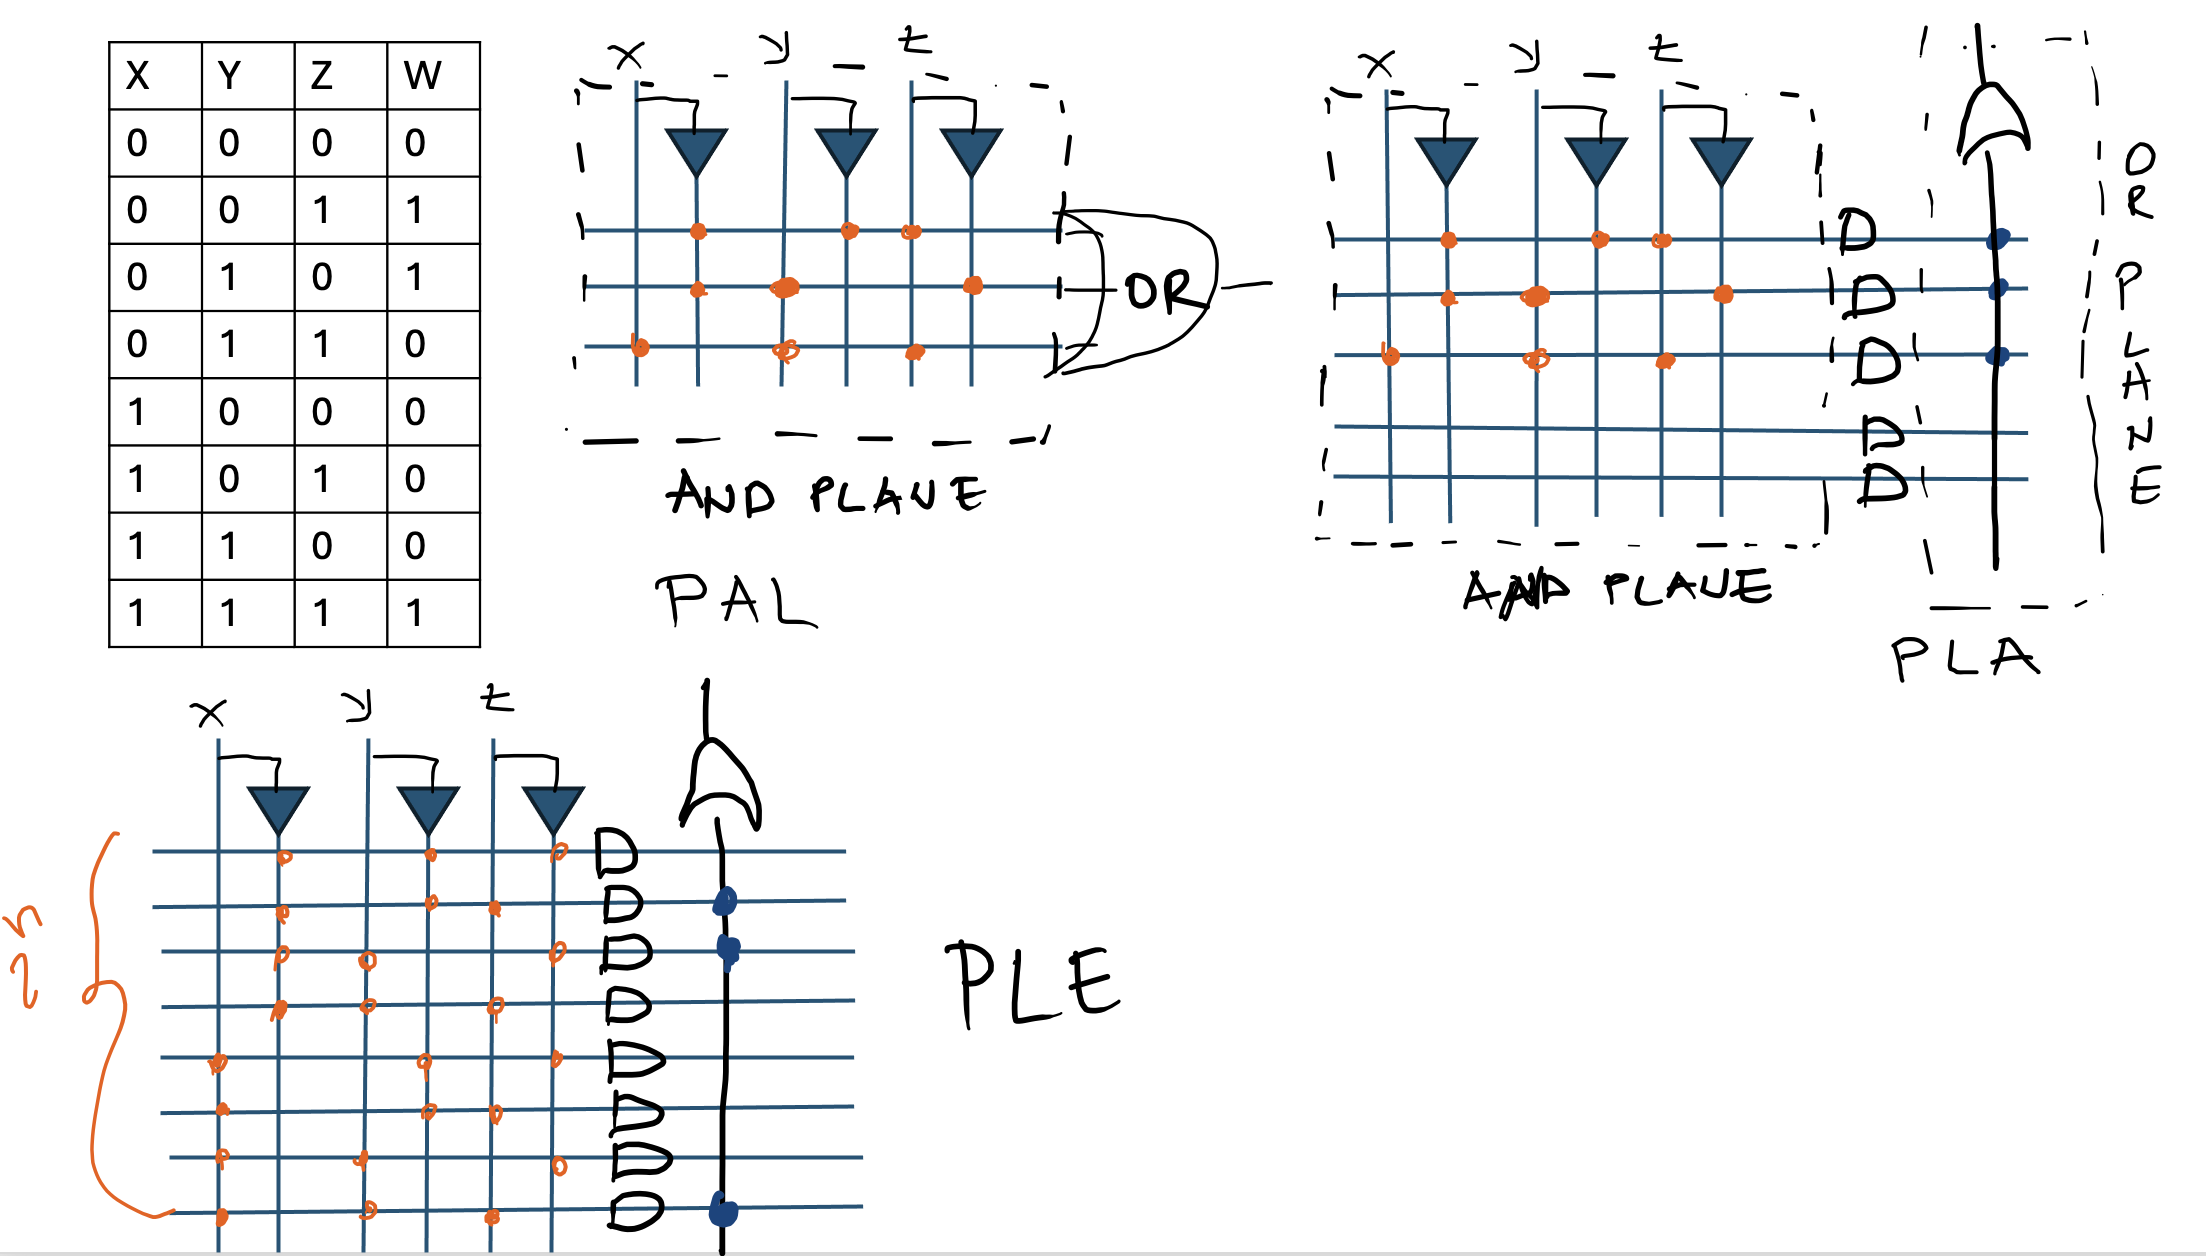 X Y Z W
0 0 0 0
0 0 1 1
0 1 0 1
0 1 1 0
1 0 0 0
1 0 1 0
1 1 0 0
1 1 1 1
x y z
OR
AND PLANE
PAL
x y z
OR PLANE
AND PLANE
PLA
x y z
2^n
PLE